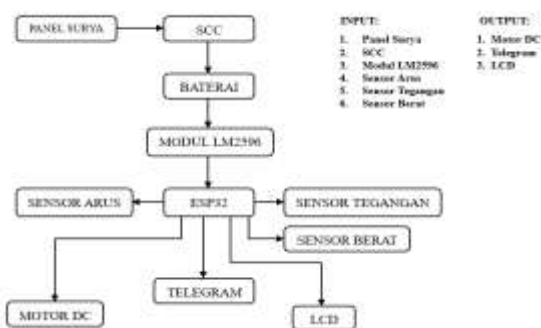 PANEL SURYA
SCC
BATERAI
MODUL LM2596
SENSOR ARUS
ESP32
SENSOR TEGANGAN
SENSOR BERAT
TELEGRAM
MOTOR DC
LCD
INPUT:
1. Panel Surya
2. SCC
3. Modul LM2596
4. Sensor Arus
5. Sensor Tegangan
6. Sensor Berat
OUTPUT:
1. Motor DC
2. Telegram
3. LCD